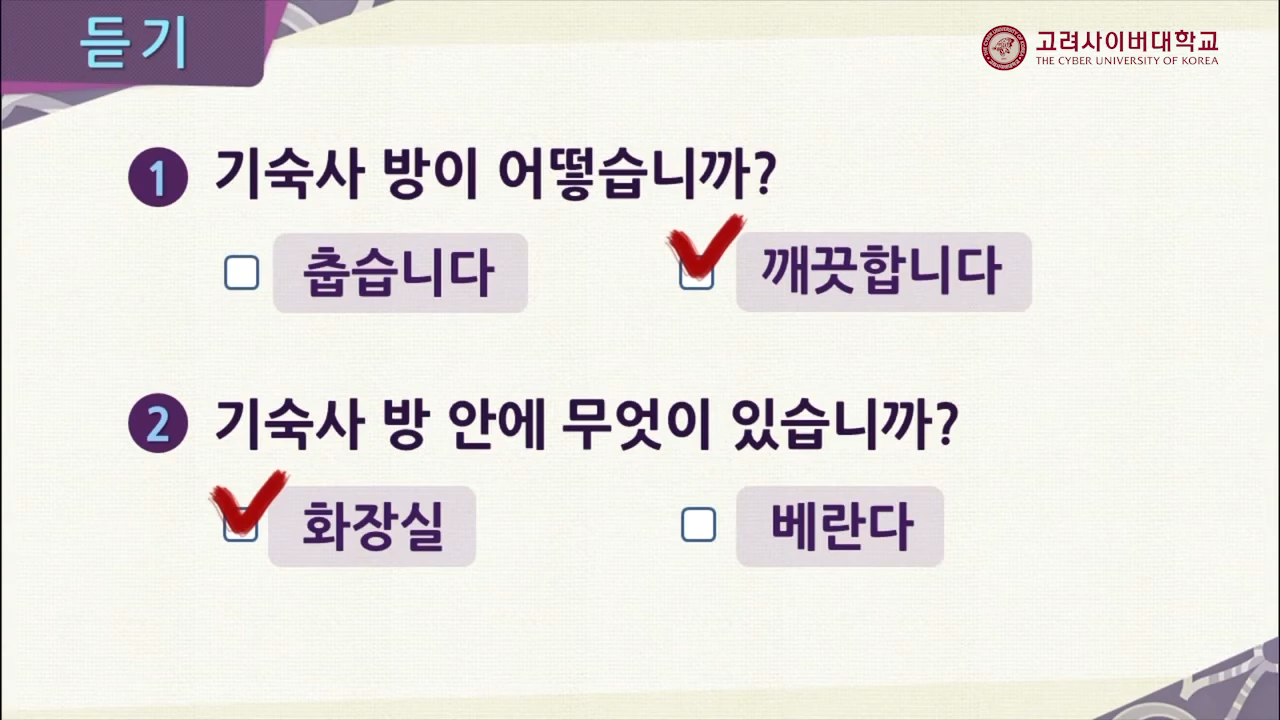 듣기
고려사이버대학교
THE CYBER UNIVERSITY OF KOREA
1 기숙사 방이 어떻습니까?
춥습니다 깨끗합니다
2 기숙사 방 안에 무엇이 있습니까?
화장실 베란다